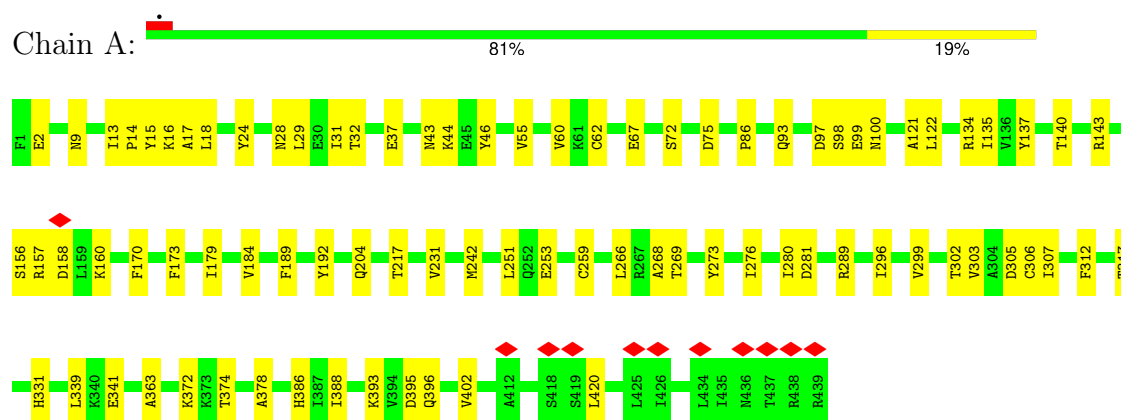 Chain A:
81%
19%
F1 E2 N9 I13 P14 Y15 K16 A17 L18 Y24 N28 L29 E30 I31 T32 E37 N43 K44 E45 Y46 V55 V60 K61 C62 E67 S72 D75 P86 Q93 D97 S98 E99 N100 A121 L122 R134 I135 V136 Y137 T140 R143
S156 R157 D158 L159 K160 F170 F173 I179 V184 F189 Y192 Q204 T217 V231 M242 L251 Q252 E253 C259 L266 R267 A268 T269 Y273 I276 I280 D281 R289 I296 V299 T302 V303 A304 D305 C306 I307 F312
H331 L339 K340 E341 A363 K372 K373 T374 A378 H386 I387 I388 K393 V394 D395 Q396 V402 A412 S418 S419 L420 L425 I426 L434 I435 N436 T437 R438 R439